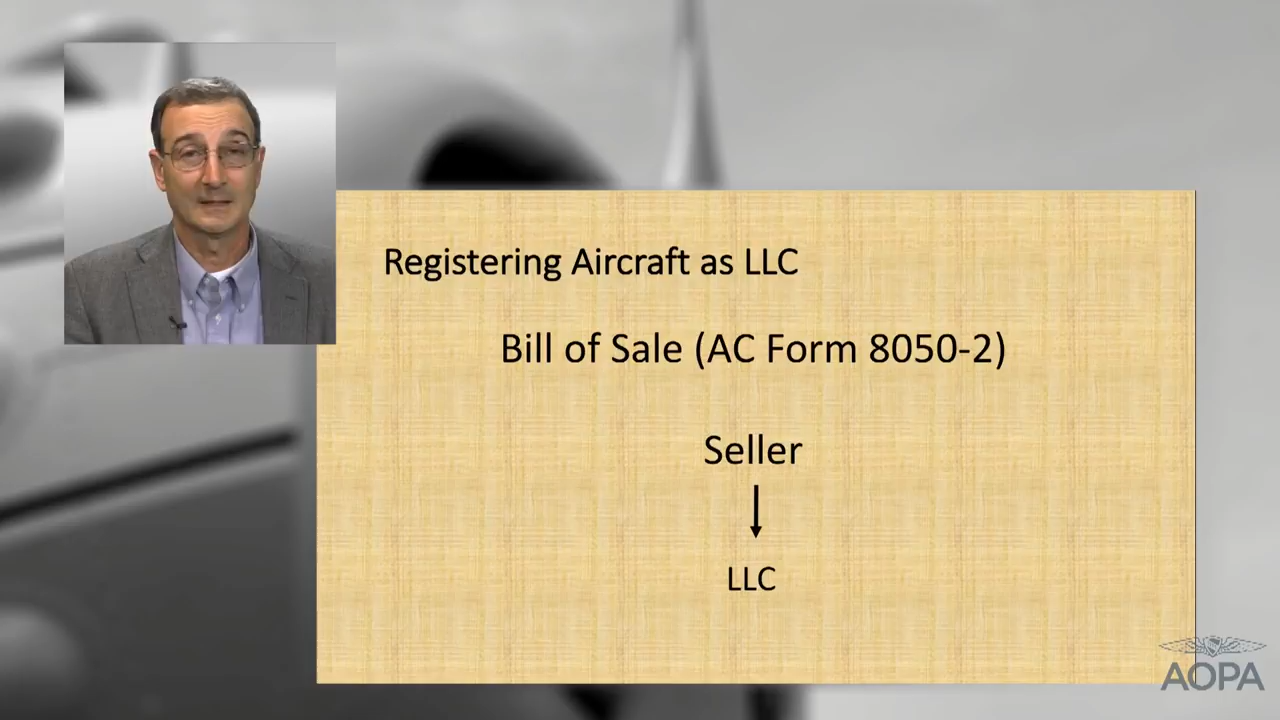 Registering Aircraft as LLC
Bill of Sale (AC Form 8050-2)
Seller
LLC
AOPA